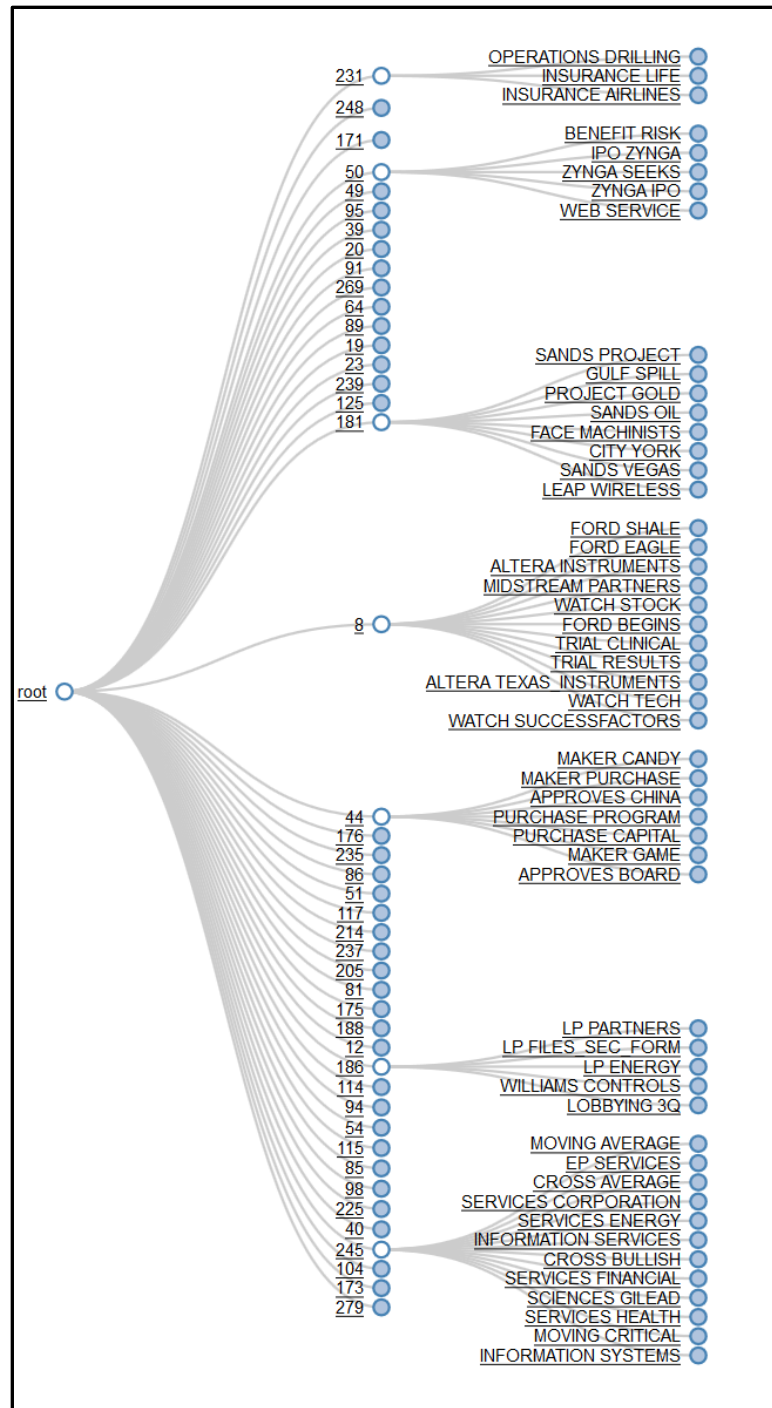 OPERATIONS DRILLING
231
INSURANCE LIFE
INSURANCE AIRLINES
248
BENEFIT RISK
171
IPO ZYNGA
50
ZYNGA SEEKS
49
ZYNGA IPO
95
WEB SERVICE
39
20
91
269
64
89
19
SANDS PROJECT
23
GULF SPILL
239
PROJECT GOLD
125
SANDS OIL
181
FACE MACHINISTS
CITY YORK
SANDS VEGAS
LEAP WIRELESS
FORD SHALE
FORD EAGLE
ALTERA INSTRUMENTS
MIDSTREAM PARTNERS
WATCH STOCK
8
FORD BEGINS
TRIAL CLINICAL
TRIAL RESULTS
ALTERA TEXAS_INSTRUMENTS
root
WATCH TECH
WATCH SUCCESSFACTORS
MAKER CANDY
MAKER PURCHASE
APPROVES CHINA
44
PURCHASE PROGRAM
176
PURCHASE CAPITAL
235
MAKER GAME
86
APPROVES BOARD
51
117
214
237
205
81
175
188
LP PARTNERS
12
LP FILES_SEC_FORM
186
LP ENERGY
114
WILLIAMS CONTROLS
94
LOBBYING 3Q
54
115
MOVING AVERAGE
85
EP SERVICES
98
CROSS AVERAGE
225
SERVICES CORPORATION
40
SERVICES ENERGY
245
INFORMATION SERVICES
104
CROSS BULLISH
173
SERVICES FINANCIAL
279
SCIENCES GILEAD
SERVICES HEALTH
MOVING CRITICAL
INFORMATION SYSTEMS